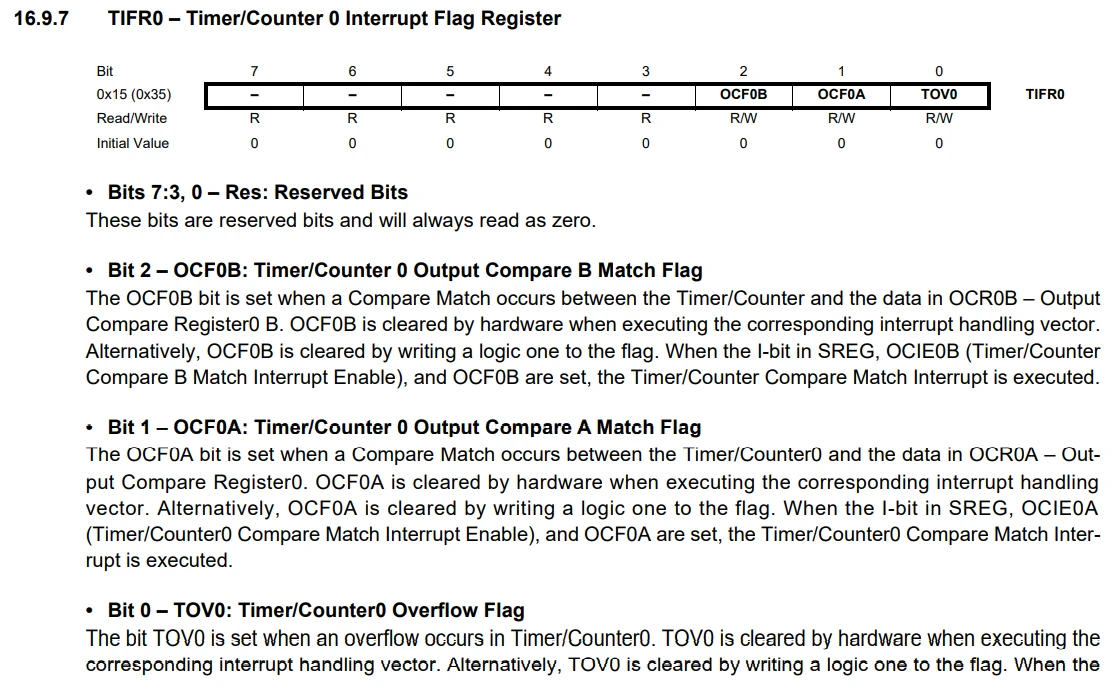 16.9.7 TIFR0 – Timer/Counter 0 Interrupt Flag Register
Bit 7 6 5 4 3 2 1 0
0x15 (0x35) – – – – – OCF0B OCF0A TOV0 TIFR0
Read/Write R R R R R R/W R/W R/W
Initial Value 0 0 0 0 0 0 0 0
• Bits 7:3, 0 – Res: Reserved Bits
These bits are reserved bits and will always read as zero.
• Bit 2 – OCF0B: Timer/Counter 0 Output Compare B Match Flag
The OCF0B bit is set when a Compare Match occurs between the Timer/Counter and the data in OCR0B – Output
Compare Register0 B. OCF0B is cleared by hardware when executing the corresponding interrupt handling vector.
Alternatively, OCF0B is cleared by writing a logic one to the flag. When the I-bit in SREG, OCIE0B (Timer/Counter
Compare B Match Interrupt Enable), and OCF0B are set, the Timer/Counter Compare Match Interrupt is executed.
• Bit 1 – OCF0A: Timer/Counter 0 Output Compare A Match Flag
The OCF0A bit is set when a Compare Match occurs between the Timer/Counter0 and the data in OCR0A – Out-
put Compare Register0. OCF0A is cleared by hardware when executing the corresponding interrupt handling
vector. Alternatively, OCF0A is cleared by writing a logic one to the flag. When the I-bit in SREG, OCIE0A
(Timer/Counter0 Compare Match Interrupt Enable), and OCF0A are set, the Timer/Counter0 Compare Match Inter-
rupt is executed.
• Bit 0 – TOV0: Timer/Counter0 Overflow Flag
The bit TOV0 is set when an overflow occurs in Timer/Counter0. TOV0 is cleared by hardware when executing the
corresponding interrupt handling vector. Alternatively, TOV0 is cleared by writing a logic one to the flag. When the